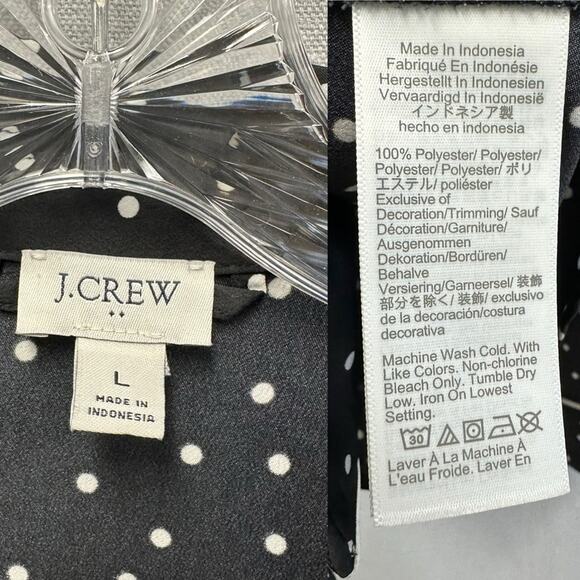 J.CREW
L
MADE IN
INDONESIA
Made In Indonesia
Fabriqué En Indonésie
Hergestellt In Indonesien
Vervaardigd In Indonesië
インドネシア製
hecho en indonesia
100% Polyester/ Polyester/
Polyester/ Polyester/ ポリ
エステル/ poliéster
Exclusive of
Decoration/Trimming/ Sauf
Décoration/Garniture/
Ausgenommen
Dekoration/Bordüren/
Behalve
Versiering/Garneersel/ 装飾
部分を除く/ 装飾/ exclusivo
de la decoración/costura
decorativa
Machine Wash Cold. With
Like Colors. Non-chlorine
Bleach Only. Tumble Dry
Low. Iron On Lowest
Setting.
30
Laver À La Machine À
L'eau Froide. Laver En